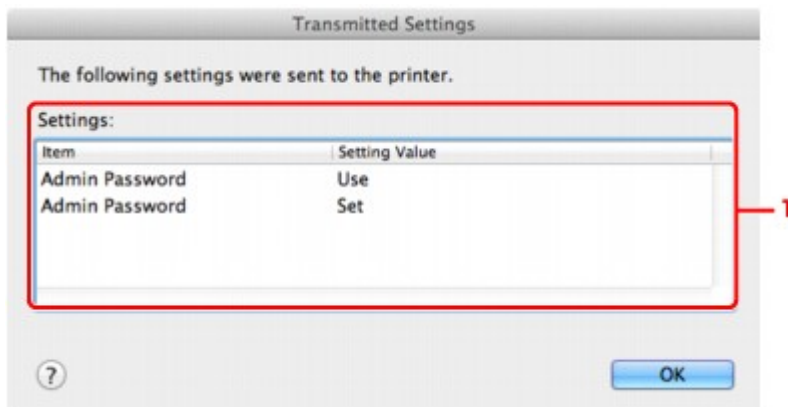 Transmitted Settings
The following settings were sent to the printer.
Settings:
Item Setting Value
Admin Password Use
Admin Password Set
1
?
OK